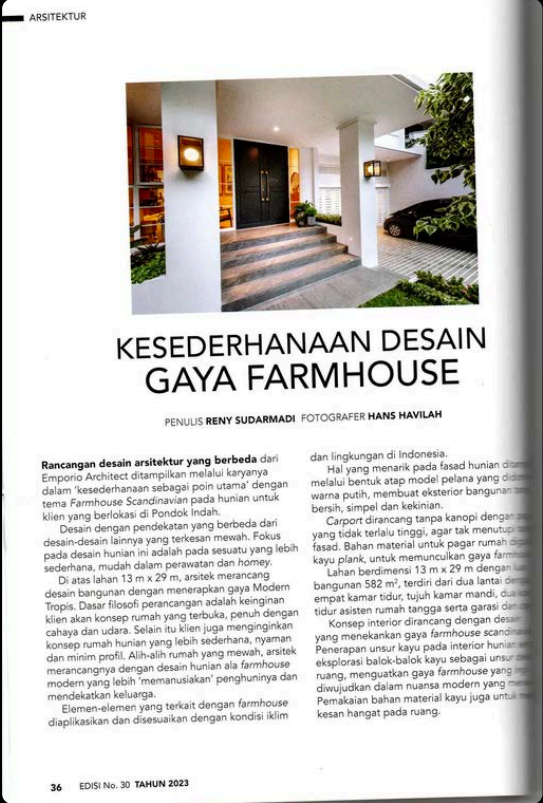 ARSITEKTUR
KESEDERHANAAN DESAIN
GAYA FARMHOUSE
PENULIS RENY SUDARMADI FOTOGRAFER HANS HAVILAH
Rancangan desain arsitektur yang berbeda dari
Emporio Architect ditampilkan melalui karyanya
dalam 'kesederhanaan sebagai poin utama' dengan
tema Farmhouse Scandinavian pada hunian untuk
klien yang berlokasi di Pondok Indah.
Desain dengan pendekatan yang berbeda dari
desain-desain lainnya yang terkesan mewah. Fokus
pada desain hunian ini adalah pada sesuatu yang lebih
sederhana, mudah dalam perawatan dan homey.
Di atas lahan 13 m x 29 m, arsitek merancang
desain bangunan dengan menerapkan gaya Modern
Tropis. Dasar filosofi perancangan adalah keinginan
klien akan konsep rumah yang terbuka, penuh dengan
cahaya dan udara. Selain itu klien juga menginginkan
konsep rumah hunian yang lebih sederhana, nyaman
dan minim profil. Alih-alih rumah yang mewah, arsitek
merancangnya dengan desain hunian ala farmhouse
modern yang lebih 'memanusiakan' penghuninya dan
mendekatkan keluarga.
Elemen-elemen yang terkait dengan farmhouse
diaplikasikan dan disesuaikan dengan kondisi iklim
dan lingkungan di Indonesia.
Hal yang menarik pada fasad hunian
melalui bentuk atap model pelana yang
warna putih, membuat eksterior bangunan
bersih, simpel dan kekinian.
Carport dirancang tanpa kanopi dengan
yang tidak terlalu tinggi, agar tak menutupi
fasad. Bahan material untuk pagar rumah
kayu plank, untuk memunculkan gaya
Lahan berdimensi 13 m x 29 m dengan
bangunan 582 m², terdiri dari dua lantai
empat kamar tidur, tujuh kamar mandi,
tidur asisten rumah tangga serta garasi
Konsep interior dirancang dengan
yang menekankan gaya farmhouse
Penerapan unsur kayu pada interior hunian
eksplorasi balok-balok kayu sebagai unsur
ruang, menguatkan gaya farmhouse yang
diwujudkan dalam nuansa modern yang
Pemakaian bahan material kayu juga untuk
kesan hangat pada ruang.
36 EDISI No. 30 TAHUN 2023